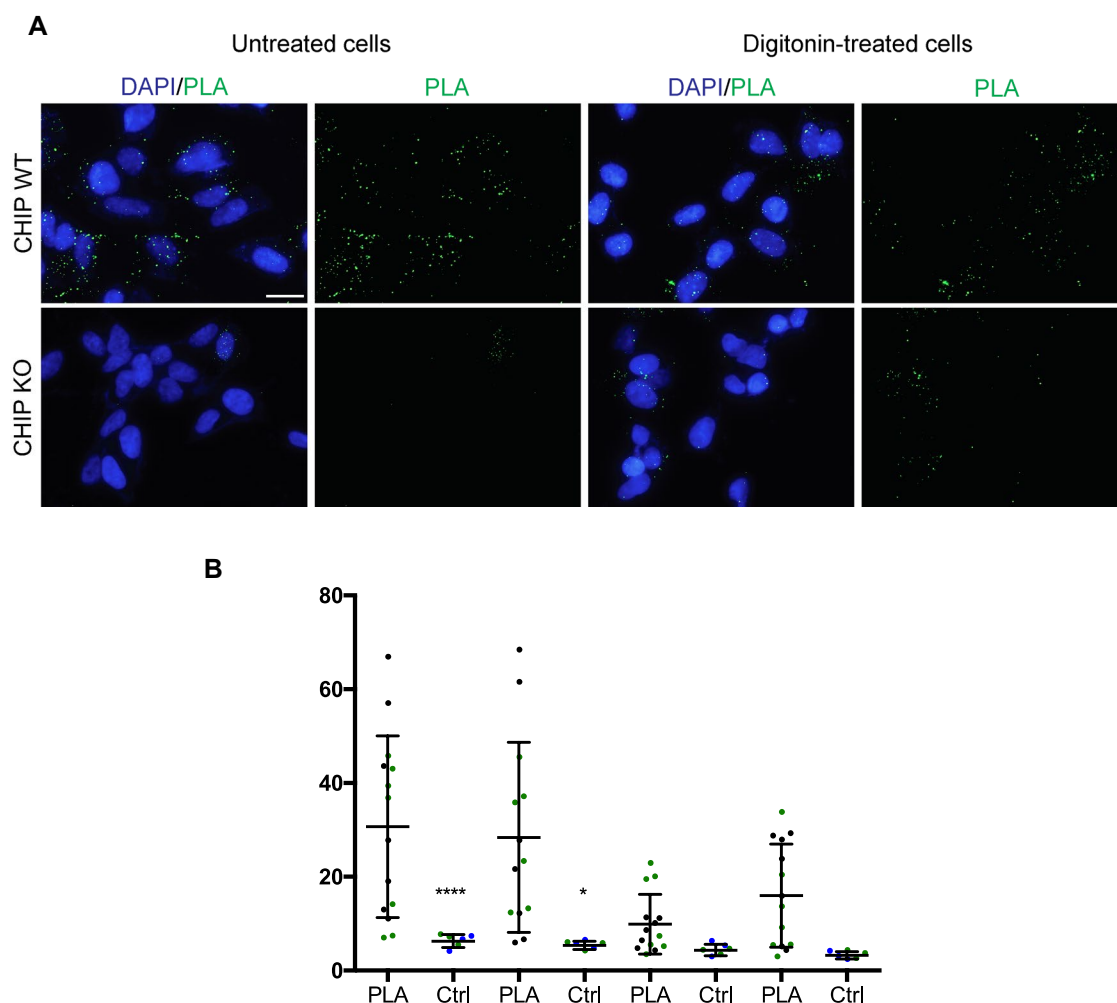 A
Untreated cells
Digitonin-treated cells
DAPI/PLA
PLA
DAPI/PLA
PLA
CHIP WT
CHIP KO
B
80
60
40
20
0
****
*
PLA
Ctrl
PLA
Ctrl
PLA
Ctrl
PLA
Ctrl